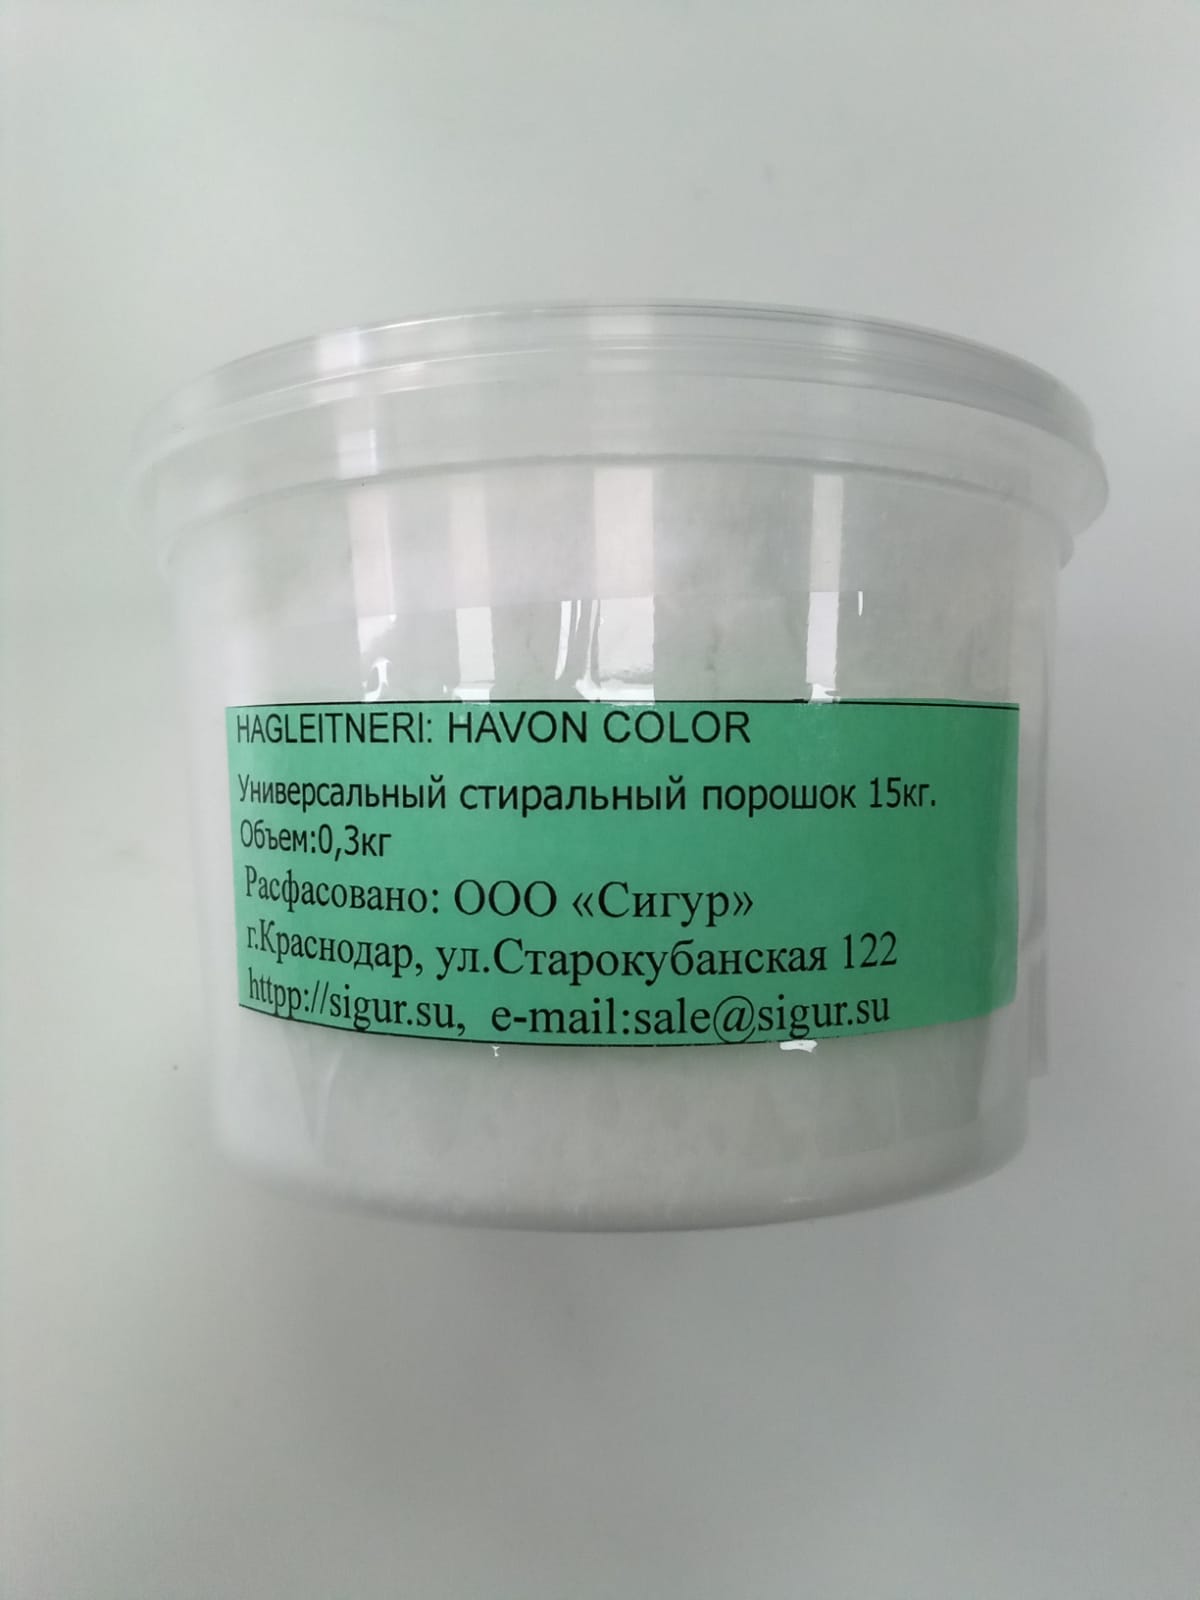 HAGLEITNERI: HAVON COLOR
Универсальный стиральный порошок 15кг.
Объем:0,3кг
Расфасовано: ООО «Сигур»
г.Краснодар, ул.Старокубанская 122
httpp://sigur.su, e-mail:sale@sigur.su